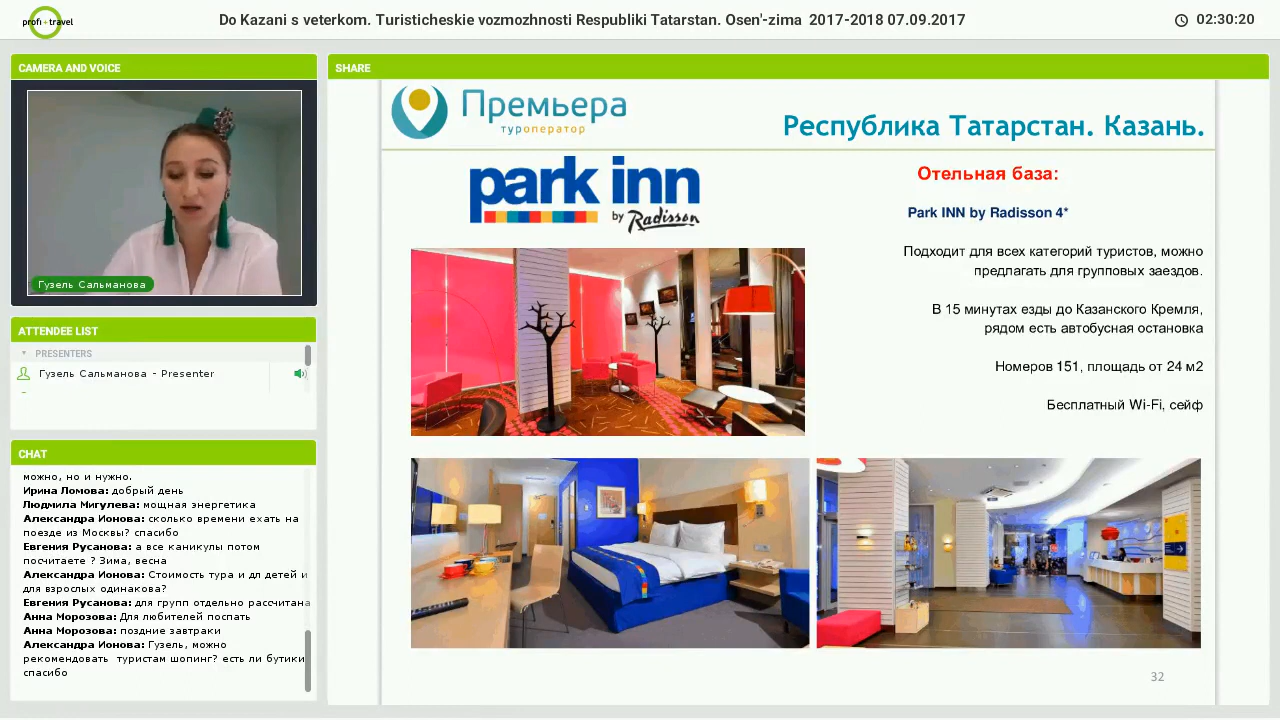 profi+travel
Do Kazani s veterkom. Turisticheskie vozmozhnosti Respubliki Tatarstan. Osen'-zima 2017-2018 07.09.2017
02:30:20
CAMERA AND VOICE
Гузель Сальманова
ATTENDEE LIST
PRESENTERS
Гузель Сальманова - Presenter
CHAT
можно, но и нужно.
Ирина Ломова: добрый день
Людмила Мигулева: мощная энергетика
Александра Ионова: сколько времени ехать на
поезде из Москвы? спасибо
Евгения Русанова: а все каникулы потом
посчитаете ? Зима, весна
Александра Ионова: Стоимость тура и дл детей и
для взрослых одинакова?
Евгения Русанова: для групп отдельно рассчитана
Анна Морозова: Для любителей поспать
Анна Морозова: поздние завтраки
Александра Ионова: Гузель, можно
рекомендовать туристам шопинг? есть ли бутики
спасибо
SHARE
Премьера
туроператор
Республика Татарстан. Казань.
park inn
by Radisson
Отельная база:
Park INN by Radisson 4*
Подходит для всех категорий туристов, можно
предлагать для групповых заездов.
В 15 минутах езды до Казанского Кремля,
рядом есть автобусная остановка
Номеров 151, площадь от 24 м2
Бесплатный Wi-Fi, сейф
32